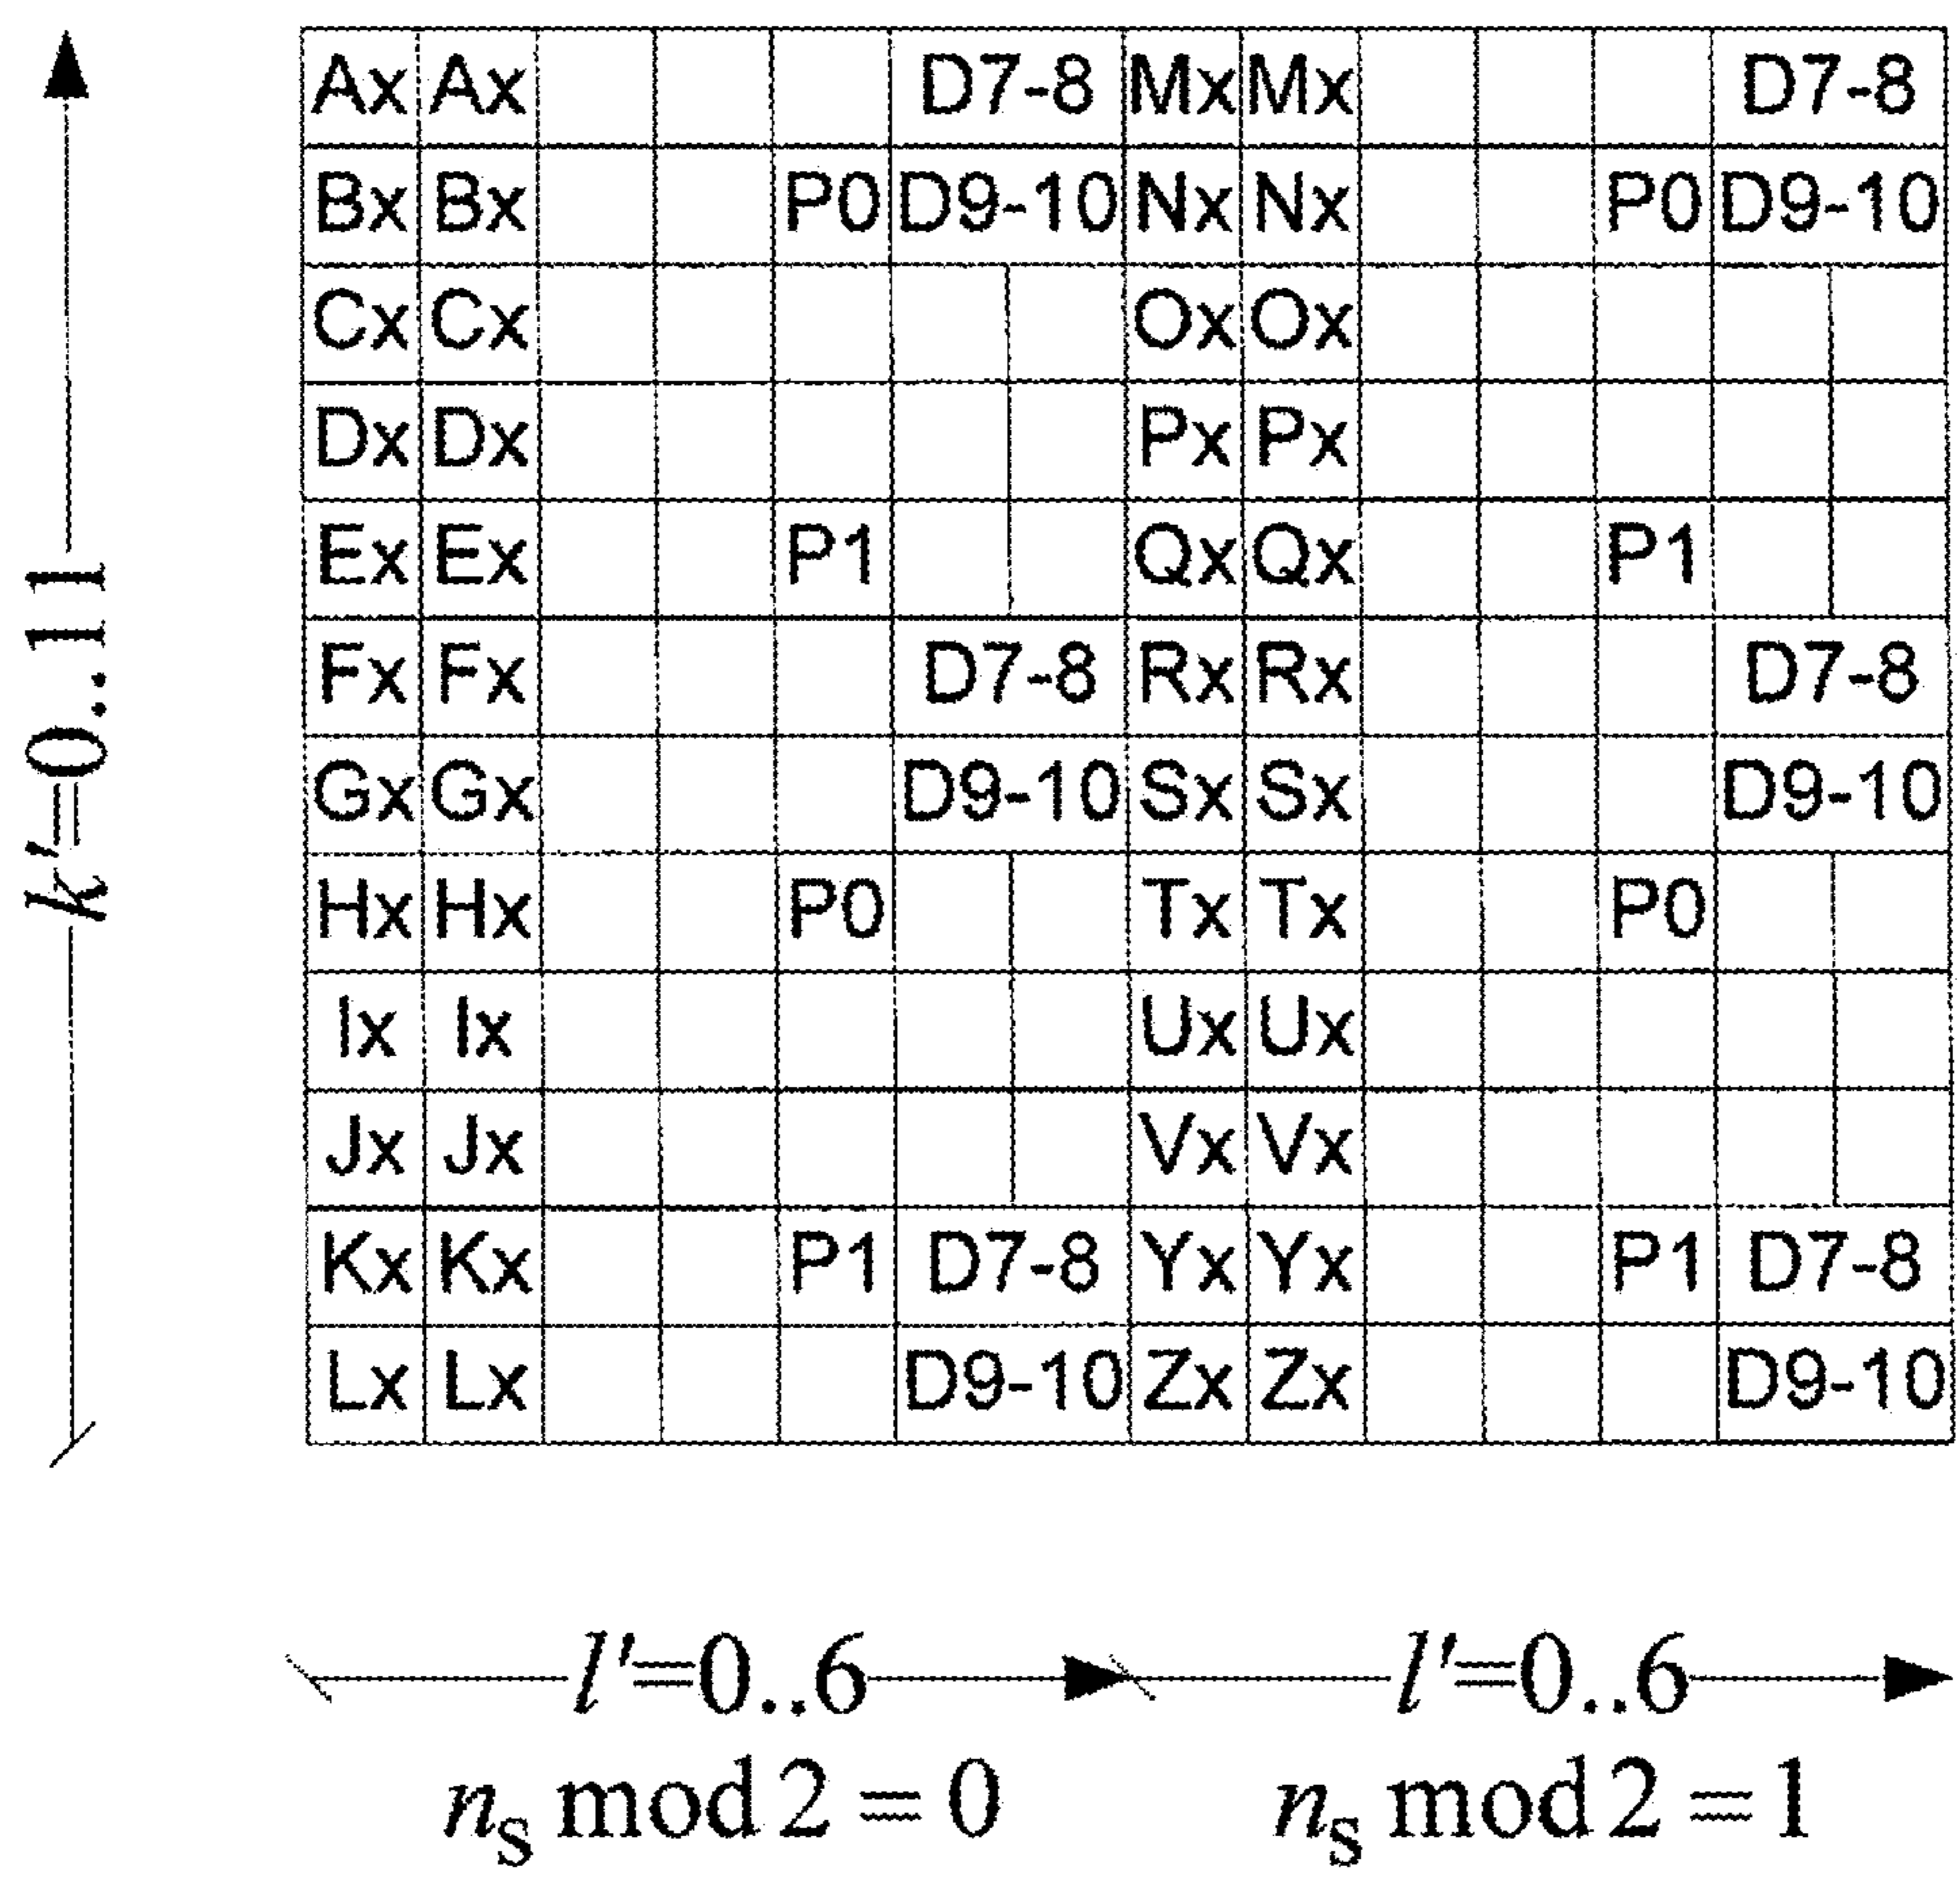 Ax Ax D7-8 Mx Mx D7-8
Bx Bx P0 D9-10 Nx Nx P0 D9-10
Cx Cx Ox Ox
Dx Dx Px Px
Ex Ex P1 Qx Qx P1
Fx Fx D7-8 Rx Rx D7-8
Gx Gx D9-10 Sx Sx D9-10
Hx Hx P0 Tx Tx P0
Ix Ix Ux Ux
Jx Jx Vx Vx
Kx Kx P1 D7-8 Yx Yx P1 D7-8
Lx Lx D9-10 Zx Zx D9-10
k'=0..11
l'=0..6 l'=0..6
ns mod 2 = 0 ns mod 2 = 1